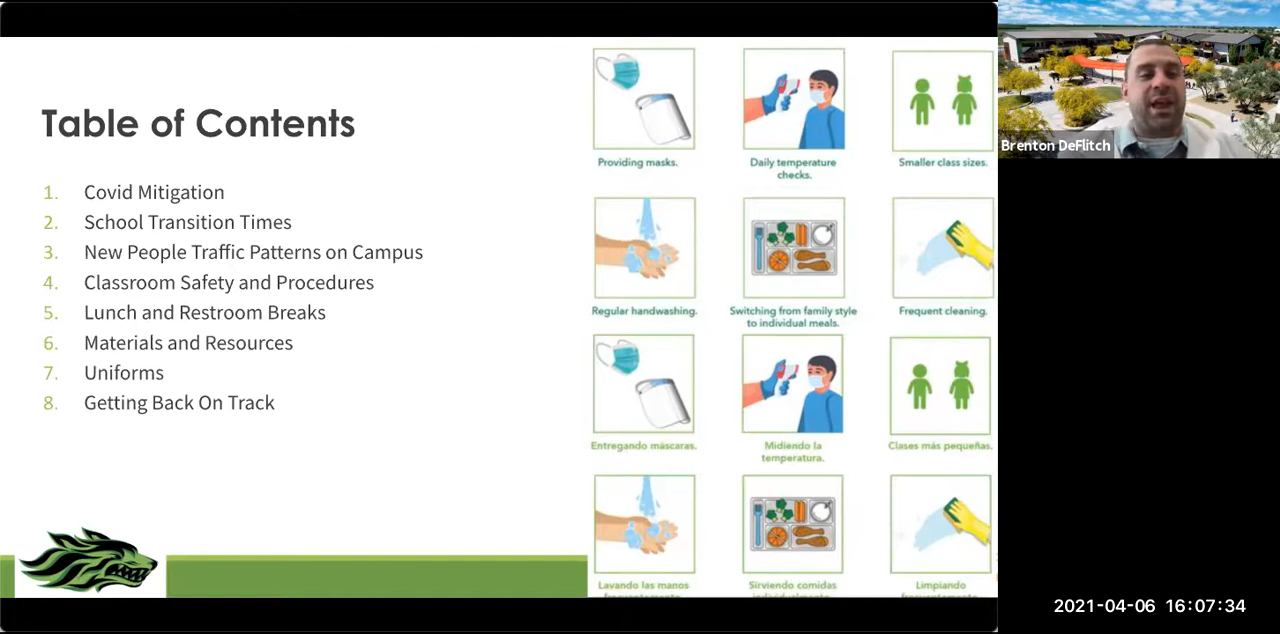 Table of Contents
1. Covid Mitigation
2. School Transition Times
3. New People Traffic Patterns on Campus
4. Classroom Safety and Procedures
5. Lunch and Restroom Breaks
6. Materials and Resources
7. Uniforms
8. Getting Back On Track
Providing masks.
Daily temperature
checks.
Smaller class sizes.
Regular handwashing.
Switching from family style
to individual meals.
Frequent cleaning.
Entregando máscaras.
Midiendo la
temperatura.
Clases más pequeñas.
Lavando las manos
Sirviendo comidas
Limpiando
Brenton DeFlitch
2021-04-06 16:07:34